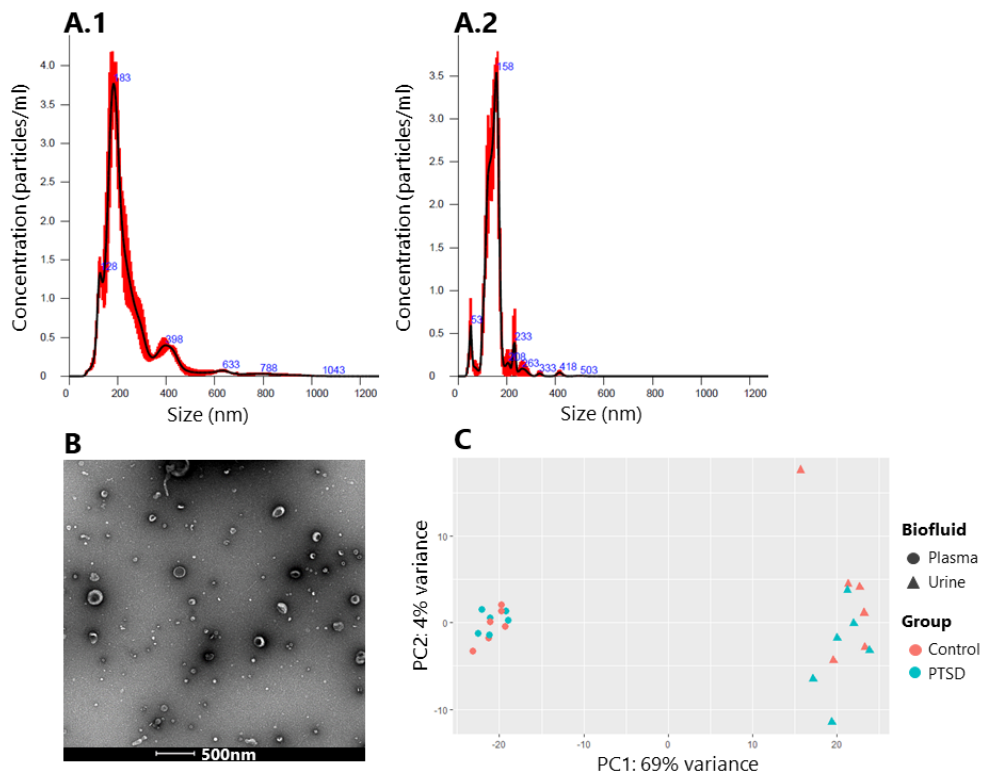 A.1
Concentration (particles/ml)
4.0
3.5
3.0
2.5
2.0
1.5
1.0
0.5
0
183
128
398
633
788
1043
0 200 400 600 800 1000 1200
Size (nm)
A.2
Concentration (particles/ml)
3.5
3.0
2.5
2.0
1.5
1.0
0.5
0
158
53
233
208
263
333
418
503
0 200 400 600 800 1000 1200
Size (nm)
B
500nm
C
PC2: 4% variance
10
0
-10
-20 -10 0 10 20
PC1: 69% variance
Biofluid
Plasma
Urine
Group
Control
PTSD